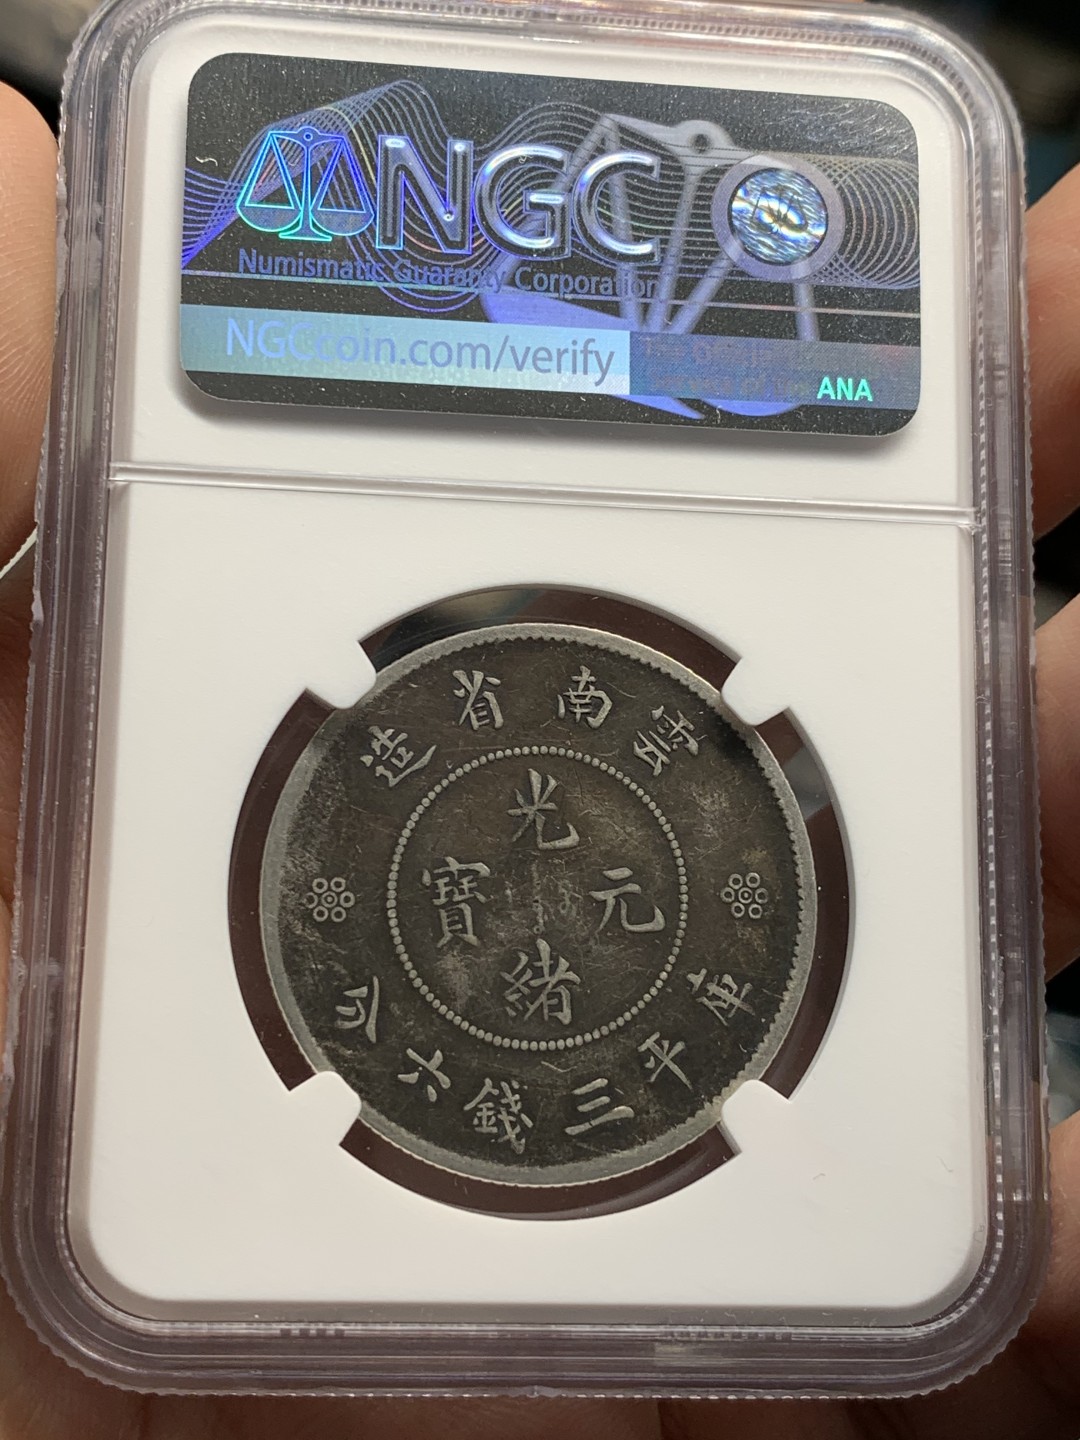 NGC
Numismatic Guaranty Corporation
NGCcoin.com/verify
ANA
雲南省造
光緒元寶
庫平三錢六分